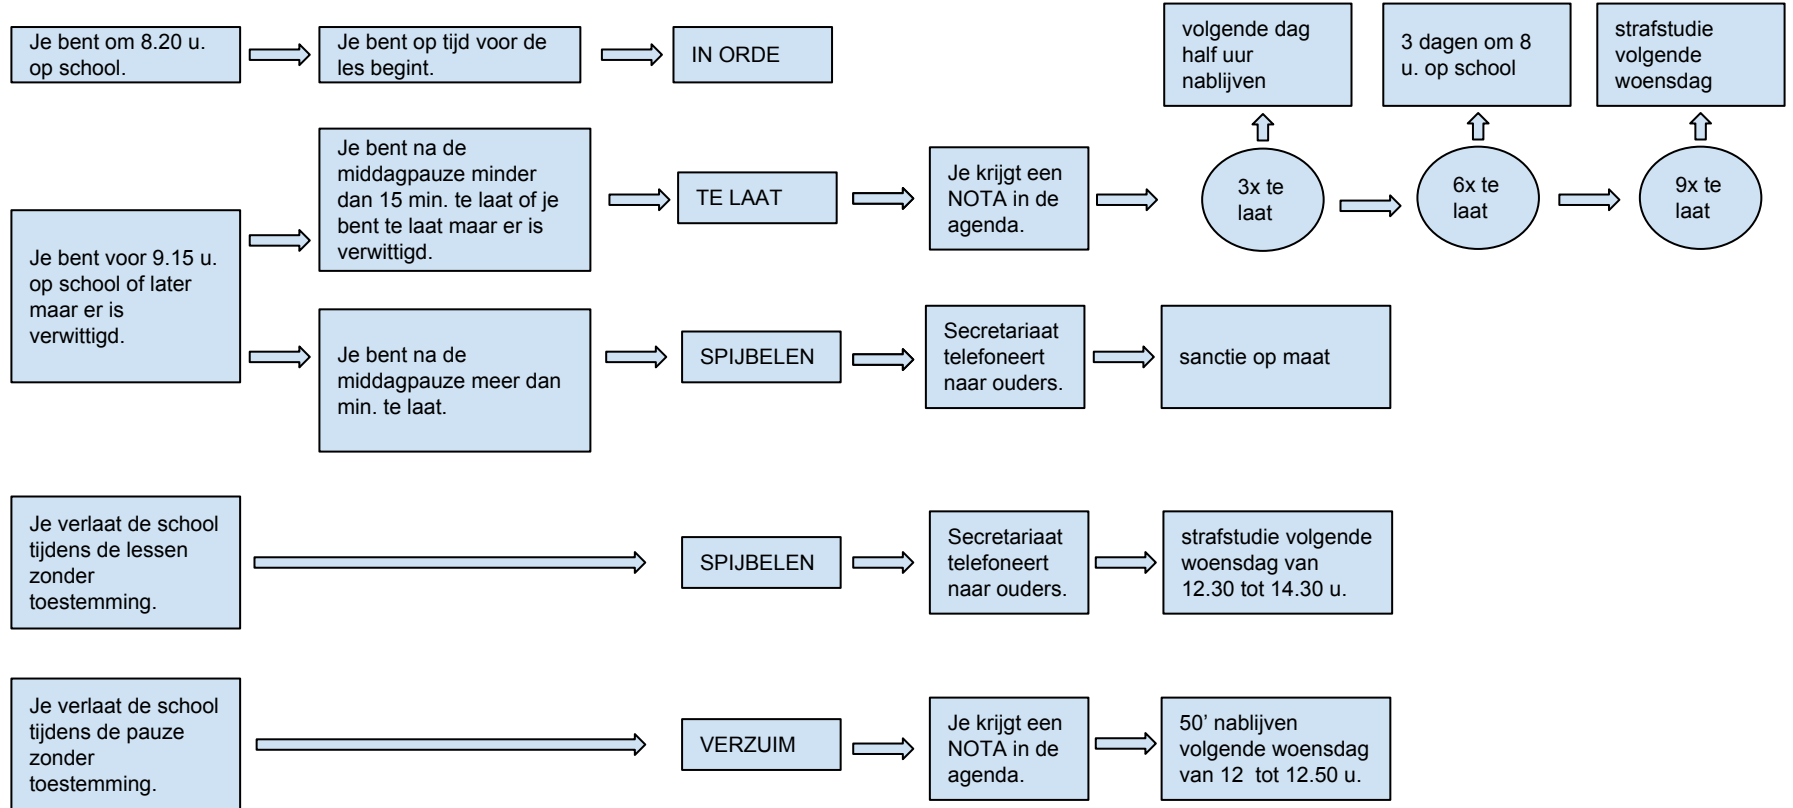 Je bent om 8.20 u.
op school.
Je bent op tijd voor de
les begint.
IN ORDE
volgende dag
half uur
nablijven
3 dagen om 8
u. op school
strafstudie
volgende
woensdag
Je bent voor 9.15 u.
op school of later
maar er is
verwittigd.
Je bent na de
middagpauze minder
dan 15 min. te laat of je
bent te laat maar er is
verwittigd.
TE LAAT
Je krijgt een
NOTA in de
agenda.
3x te
laat
6x te
laat
9x te
laat
Je bent na de
middagpauze meer dan
min. te laat.
SPIJBELEN
Secretariaat
telefoneert
naar ouders.
sanctie op maat
Je verlaat de school
tijdens de lessen
zonder
toestemming.
SPIJBELEN
Secretariaat
telefoneert
naar ouders.
strafstudie volgende
woensdag van
12.30 tot 14.30 u.
Je verlaat de school
tijdens de pauze
zonder
toestemming.
VERZUIM
Je krijgt een
NOTA in de
agenda.
50’ nablijven
volgende woensdag
van 12 tot 12.50 u.